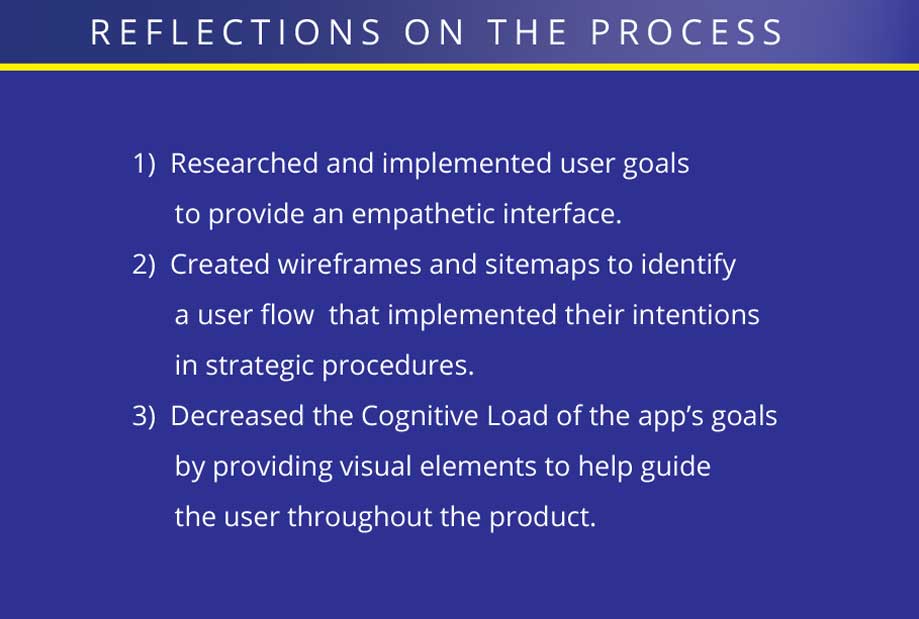 REFLECTIONS ON THE PROCESS
1) Researched and implemented user goals
to provide an empathetic interface.
2) Created wireframes and sitemaps to identify
a user flow  that implemented their intentions
in strategic procedures.
3) Decreased the Cognitive Load of the app’s goals
by providing visual elements to help guide
the user throughout the product.